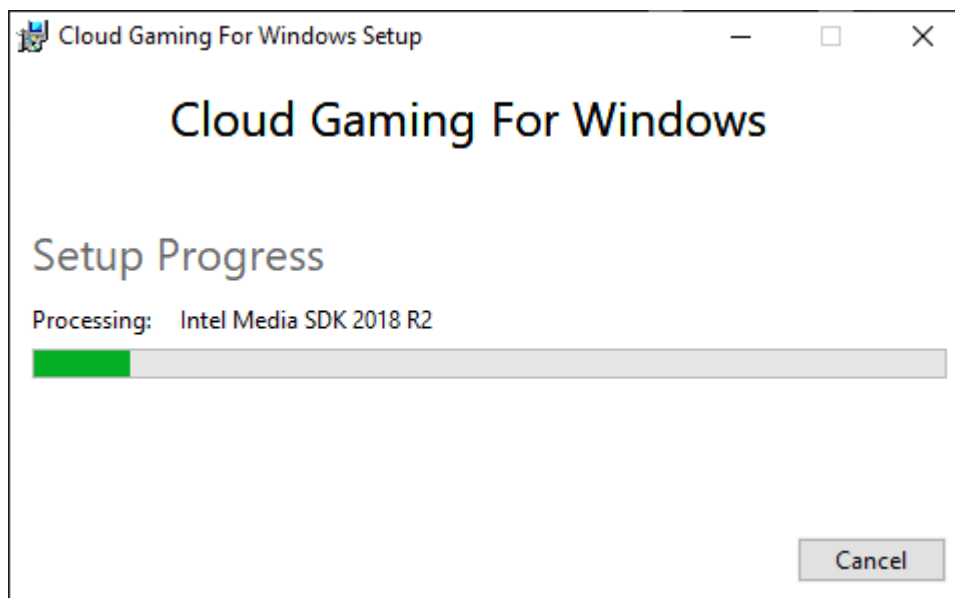 Cloud Gaming For Windows Setup
Cloud Gaming For Windows
Setup Progress
Processing: Intel Media SDK 2018 R2
Cancel